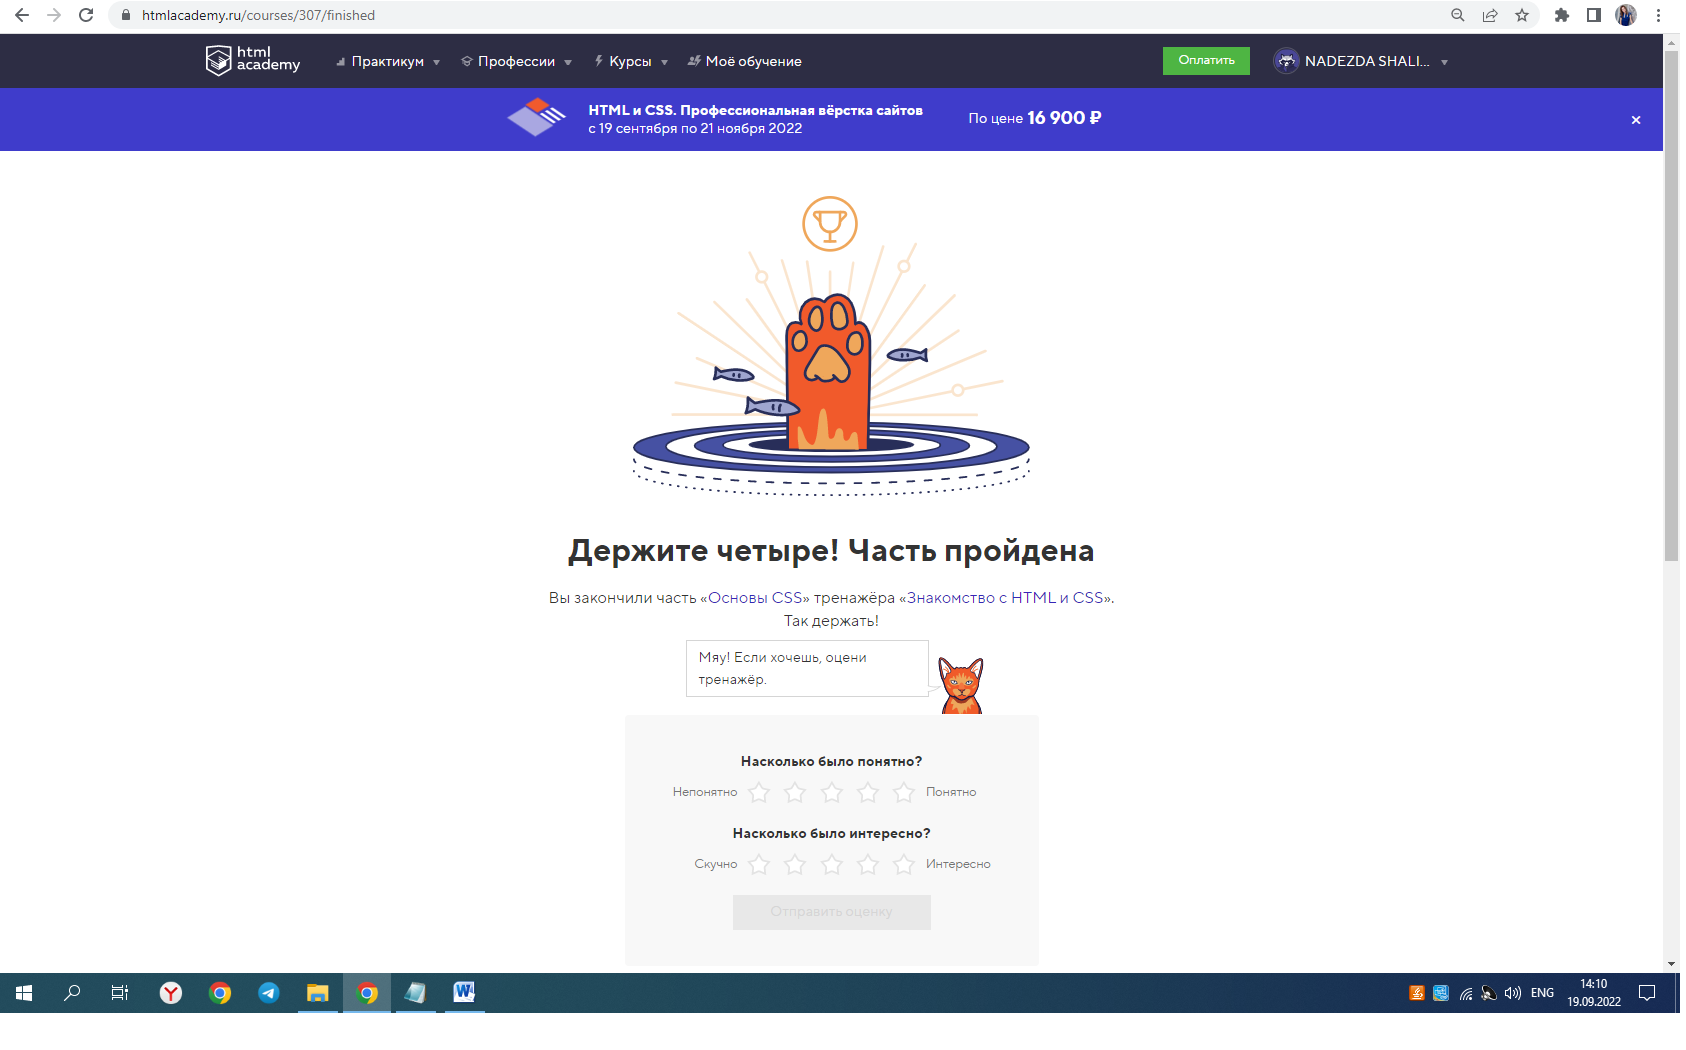 htmlacademy.ru/courses/307/finished
html academy
Практикум
Профессии
Курсы
Моё обучение
Оплатить
NADEZDA SHALI...
HTML и CSS. Профессиональная вёрстка сайтов
с 19 сентября по 21 ноября 2022
По цене 16 900 ₽
Держите четыре! Часть пройдена
Вы закончили часть «Основы CSS» тренажёра «Знакомство с HTML и CSS».
Так держать!
Мяу! Если хочешь, оцени
тренажёр.
Насколько было понятно?
Непонятно
Понятно
Насколько было интересно?
Скучно
Интересно
Отправить оценку
ENG
14:10
19.09.2022